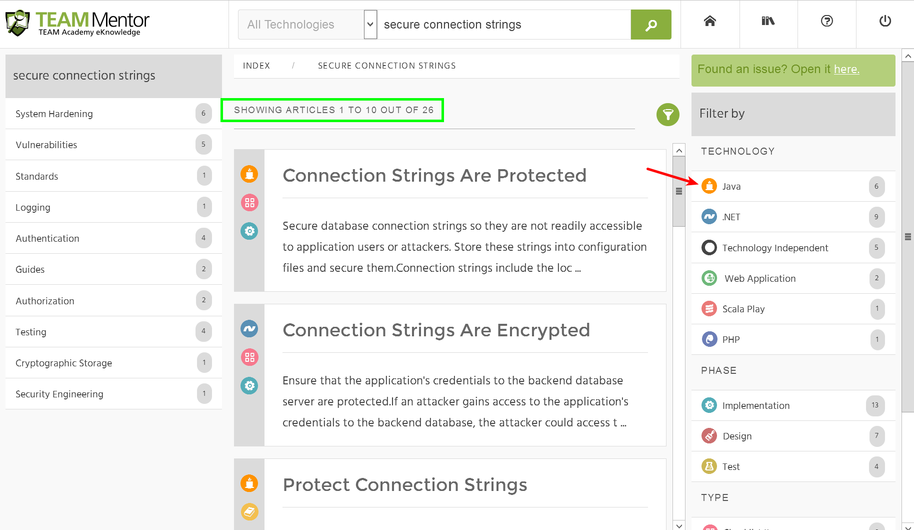 TEAM Mentor
TEAM Academy eKnowledge
All Technologies
secure connection strings
secure connection strings
System Hardening 6
Vulnerabilities 5
Standards 1
Logging 1
Authentication 4
Guides 2
Authorization 2
Testing 4
Cryptographic Storage 1
Security Engineering 1
INDEX / SECURE CONNECTION STRINGS
SHOWING ARTICLES 1 TO 10 OUT OF 26
Connection Strings Are Protected
Secure database connection strings so they are not readily accessible
to application users or attackers. Store these strings into configuration
files and secure them.Connection strings include the loc ...
Connection Strings Are Encrypted
Ensure that the application's credentials to the backend database
server are protected.If an attacker gains access to the application's
credentials to the backend database, the attacker could access t ...
Protect Connection Strings
Found an issue? Open it here.
Filter by
TECHNOLOGY
Java 6
.NET 9
Technology Independent 5
Web Application 2
Scala Play 1
PHP 1
PHASE
Implementation 13
Design 7
Test 4
TYPE